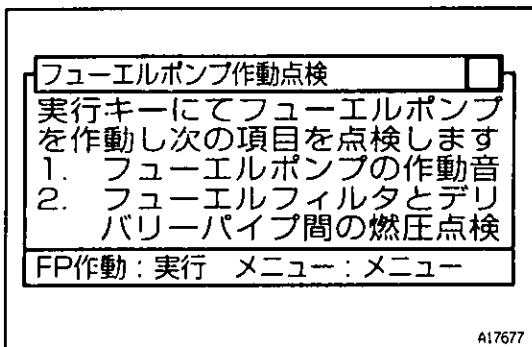 フューエルポンプ作動点検
実行キーにてフューエルポンプ
を作動し次の項目を点検します
1. フューエルポンプの作動音
2. フューエルフィルタとデリ
バリーパイプ間の燃圧点検
FP作動：実行 メニュー：メニュー
A17677